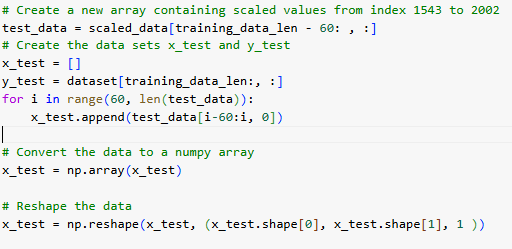 # Create a new array containing scaled values from index 1543 to 2002
test_data = scaled_data[training_data_len - 60: , :]
# Create the data sets x_test and y_test
x_test = []
y_test = dataset[training_data_len:, :]
for i in range(60, len(test_data)):
    x_test.append(test_data[i-60:i, 0])
# Convert the data to a numpy array
x_test = np.array(x_test)
# Reshape the data
x_test = np.reshape(x_test, (x_test.shape[0], x_test.shape[1], 1 ))